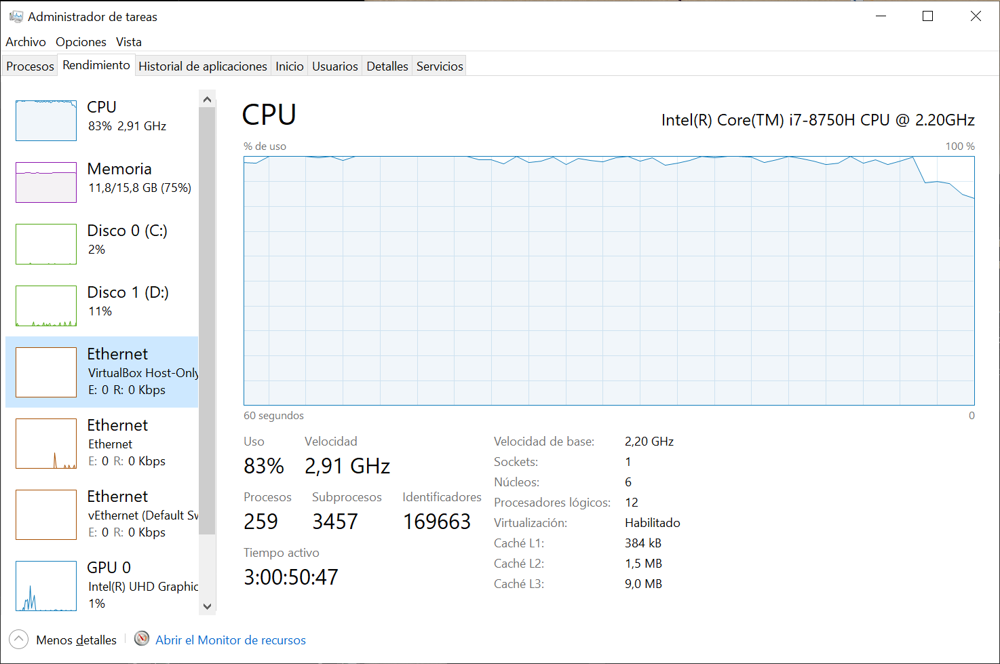 Administrador de tareas
Archivo Opciones Vista
Procesos Rendimiento Historial de aplicaciones Inicio Usuarios Detalles Servicios
CPU
83% 2,91 GHz
Memoria
11,8/15,8 GB (75%)
Disco 0 (C:)
2%
Disco 1 (D:)
11%
Ethernet
VirtualBox Host-Only
E: 0 R: 0 Kbps
Ethernet
Ethernet
E: 0 R: 0 Kbps
Ethernet
vEthernet (Default Sw
E: 0 R: 0 Kbps
GPU 0
Intel(R) UHD Graphic
1%
CPU
Intel(R) Core(TM) i7-8750H CPU @ 2.20GHz
% de uso 100 %
60 segundos 0
Uso Velocidad
83% 2,91 GHz
Procesos Subprocesos Identificadores
259 3457 169663
Tiempo activo
3:00:50:47
Velocidad de base: 2,20 GHz
Sockets: 1
Núcleos: 6
Procesadores lógicos: 12
Virtualización: Habilitado
Caché L1: 384 kB
Caché L2: 1,5 MB
Caché L3: 9,0 MB
Menos detalles Abrir el Monitor de recursos